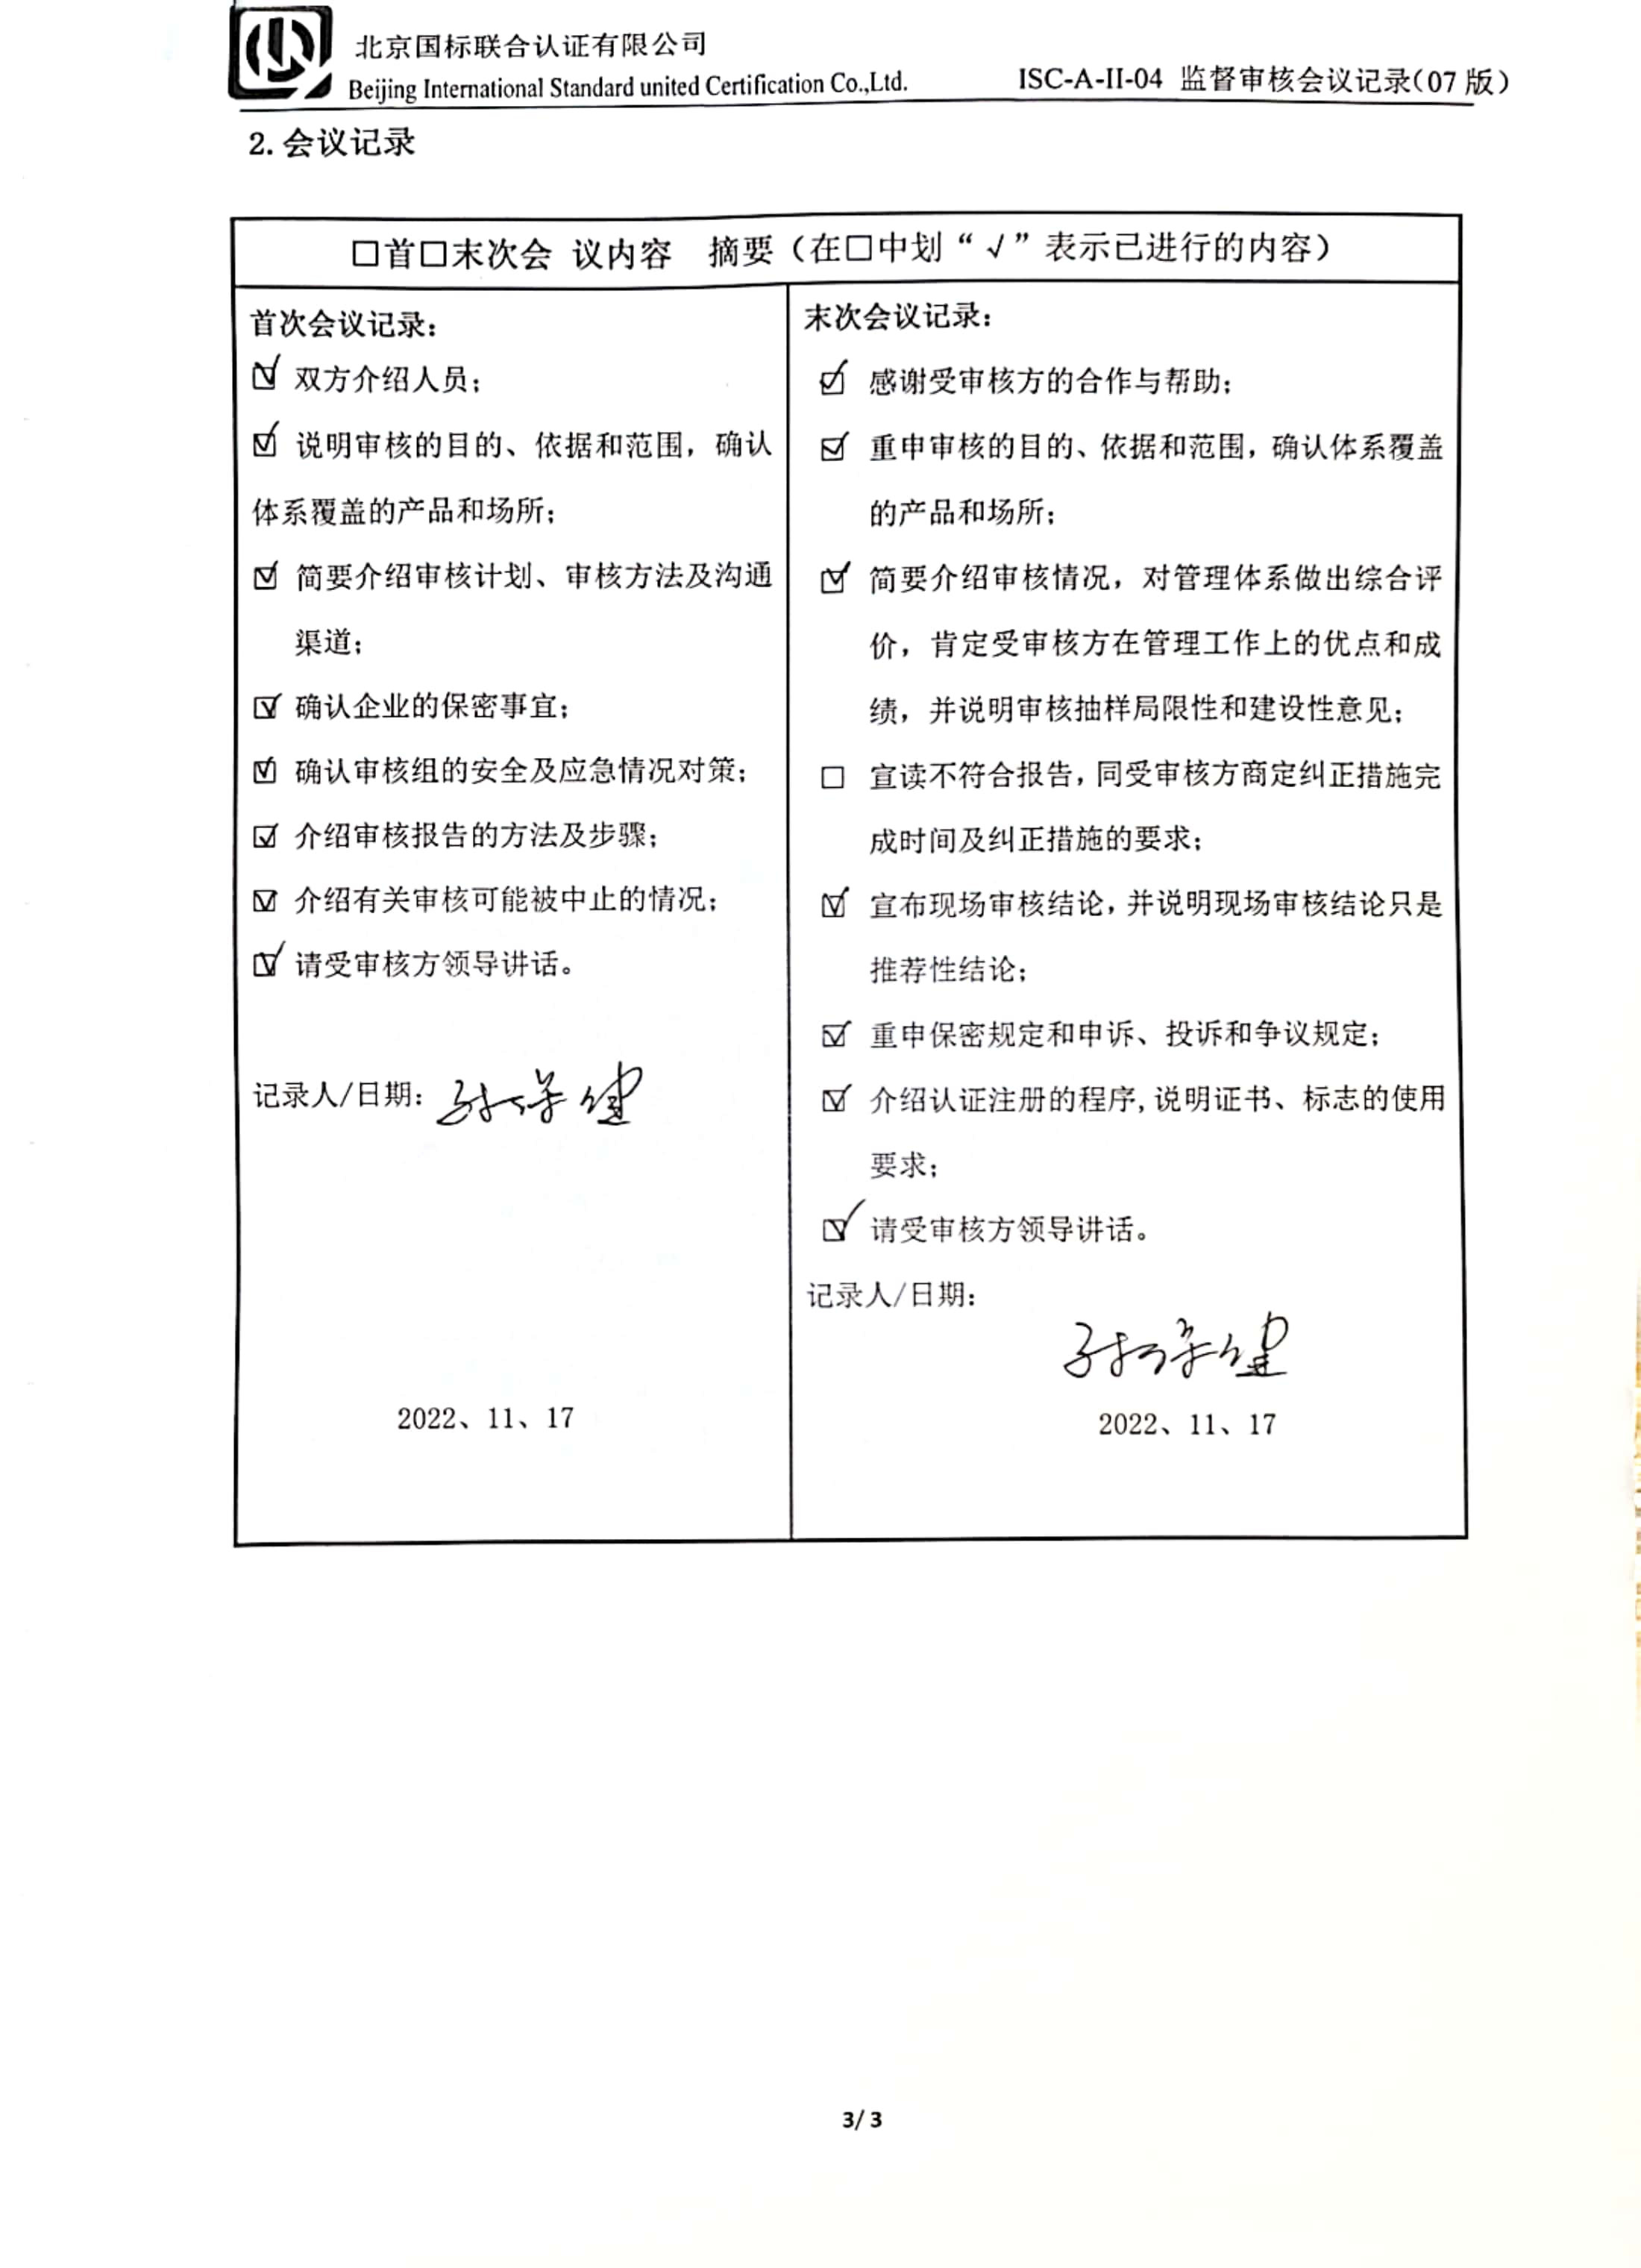 北京国标联合认证有限公司
Beijing International Standard united Certification Co.,Ltd.
ISC-A-II-04 监督审核会议记录(07版)
2.会议记录
□首□末次会 议内容 摘要（在□中划“√”表示已进行的内容）
首次会议记录：
☑ 双方介绍人员；
☑ 说明审核的目的、依据和范围，确认
体系覆盖的产品和场所；
☑ 简要介绍审核计划、审核方法及沟通
渠道；
☑ 确认企业的保密事宜；
☑ 确认审核组的安全及应急情况对策；
☑ 介绍审核报告的方法及步骤；
☑ 介绍有关审核可能被中止的情况；
☑ 请受审核方领导讲话。
记录人/日期：
2022、11、17
末次会议记录：
☑ 感谢受审核方的合作与帮助；
☑ 重申审核的目的、依据和范围，确认体系覆盖
的产品和场所；
☑ 简要介绍审核情况，对管理体系做出综合评
价，肯定受审核方在管理工作上的优点和成
绩，并说明审核抽样局限性和建设性意见；
□ 宣读不符合报告，同受审核方商定纠正措施完
成时间及纠正措施的要求；
☑ 宣布现场审核结论，并说明现场审核结论只是
推荐性结论；
☑ 重申保密规定和申诉、投诉和争议规定；
☑ 介绍认证注册的程序,说明证书、标志的使用
要求；
☑ 请受审核方领导讲话。
记录人/日期：
2022、11、17
3/ 3